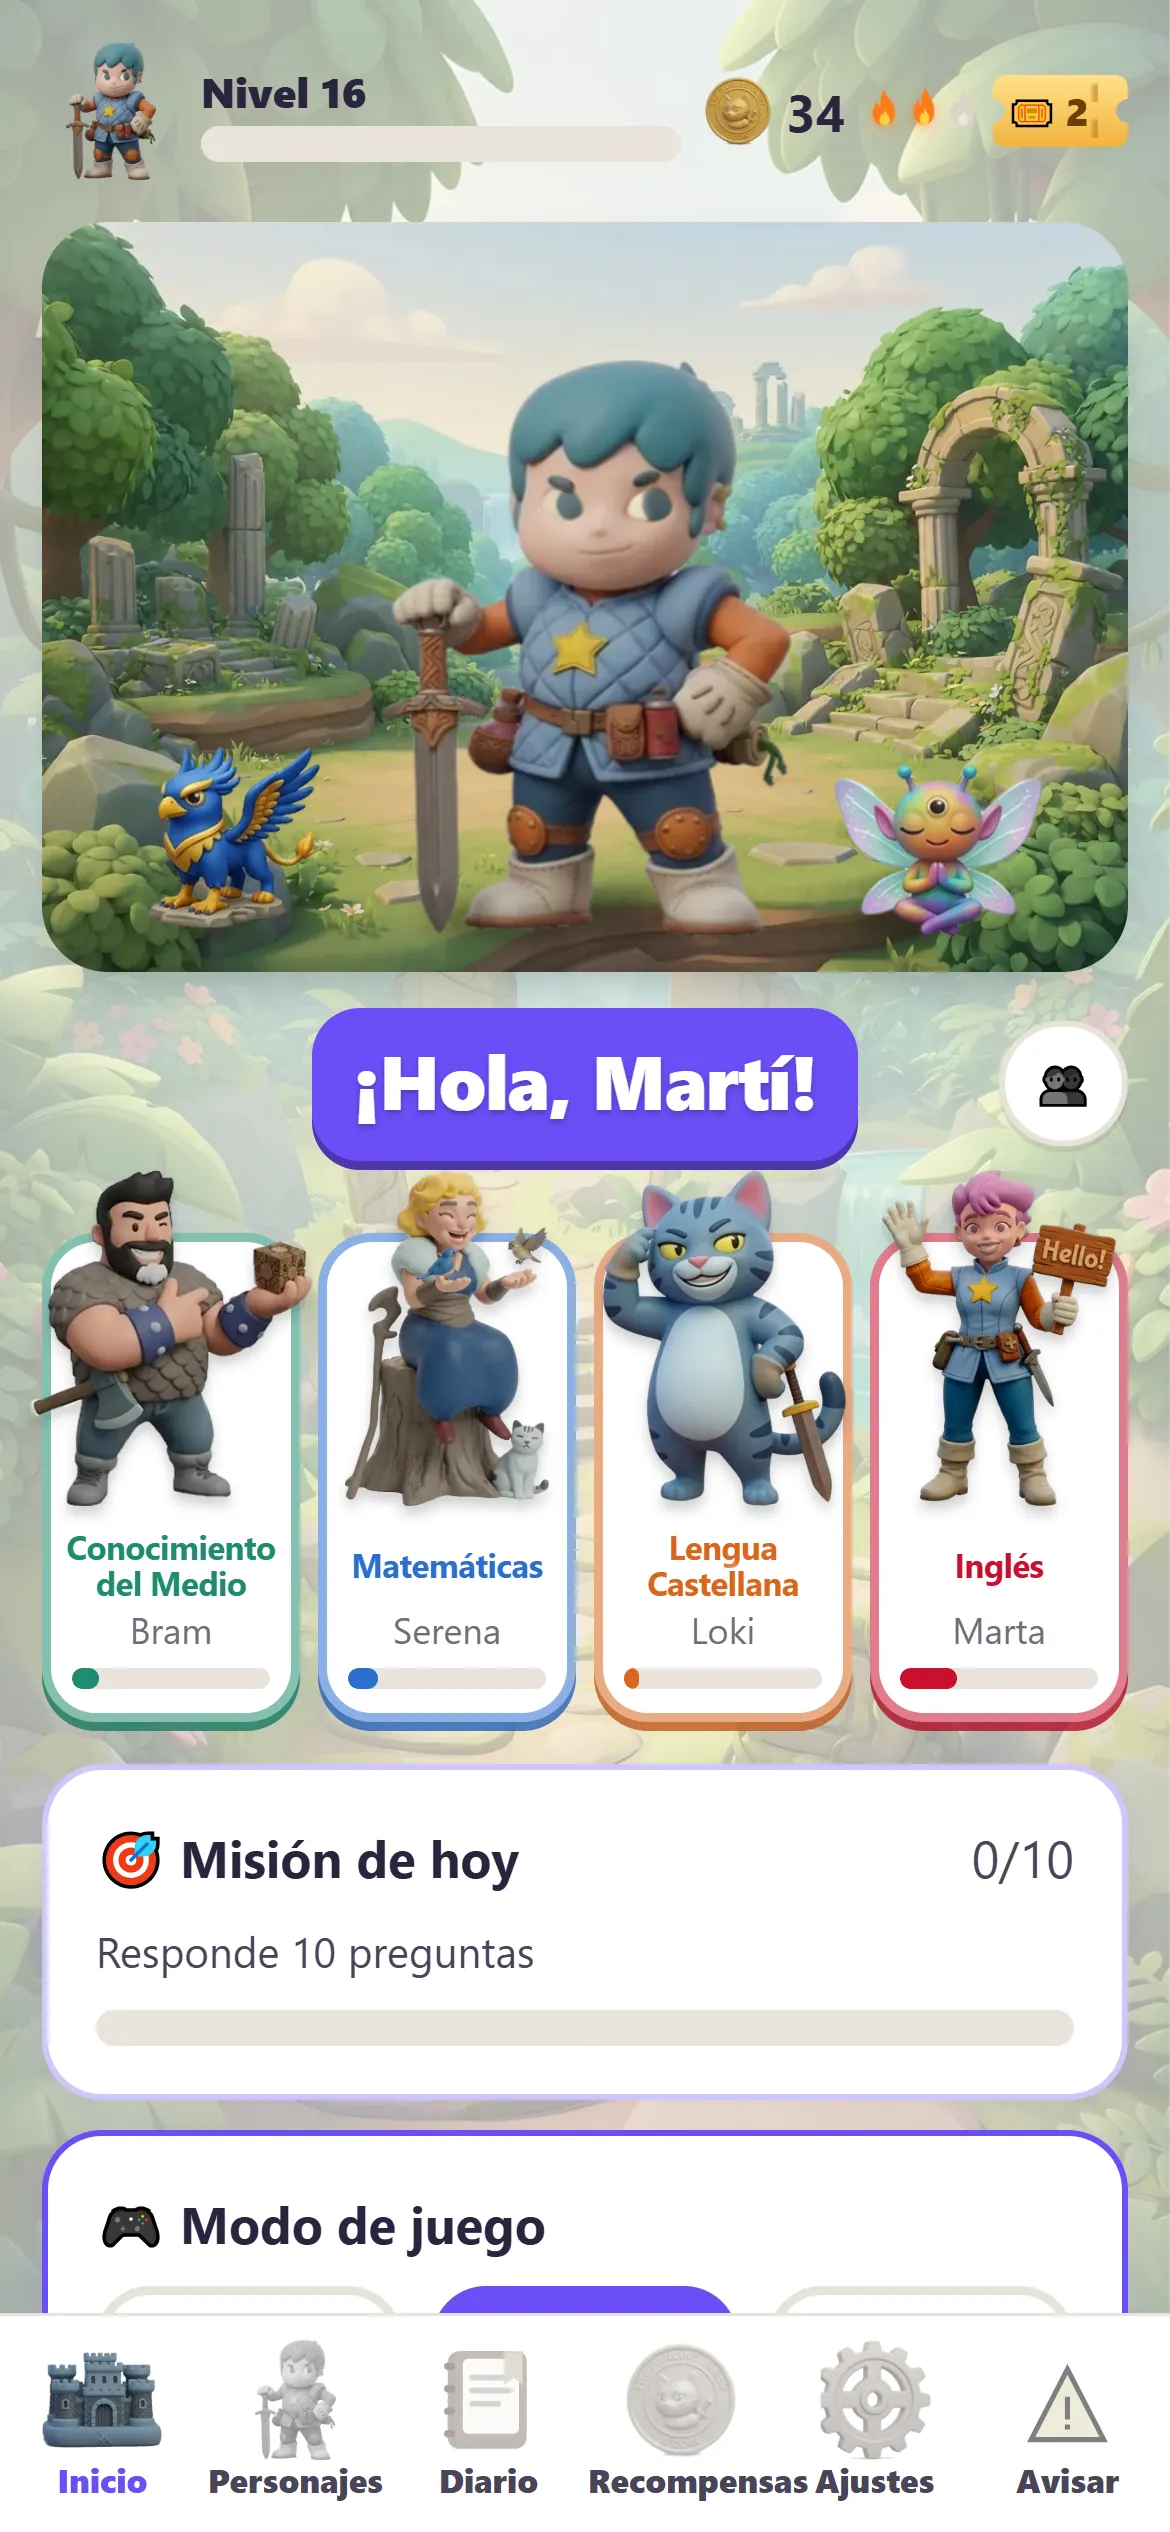 Nivel 16
34
2
¡Hola, Martí!
Hello!
Conocimiento
del Medio
Bram
Matemáticas
Serena
Lengua
Castellana
Loki
Inglés
Marta
Misión de hoy
0/10
Responde 10 preguntas
Modo de juego
Inicio
Personajes
Diario
Recompensas
Ajustes
Avisar